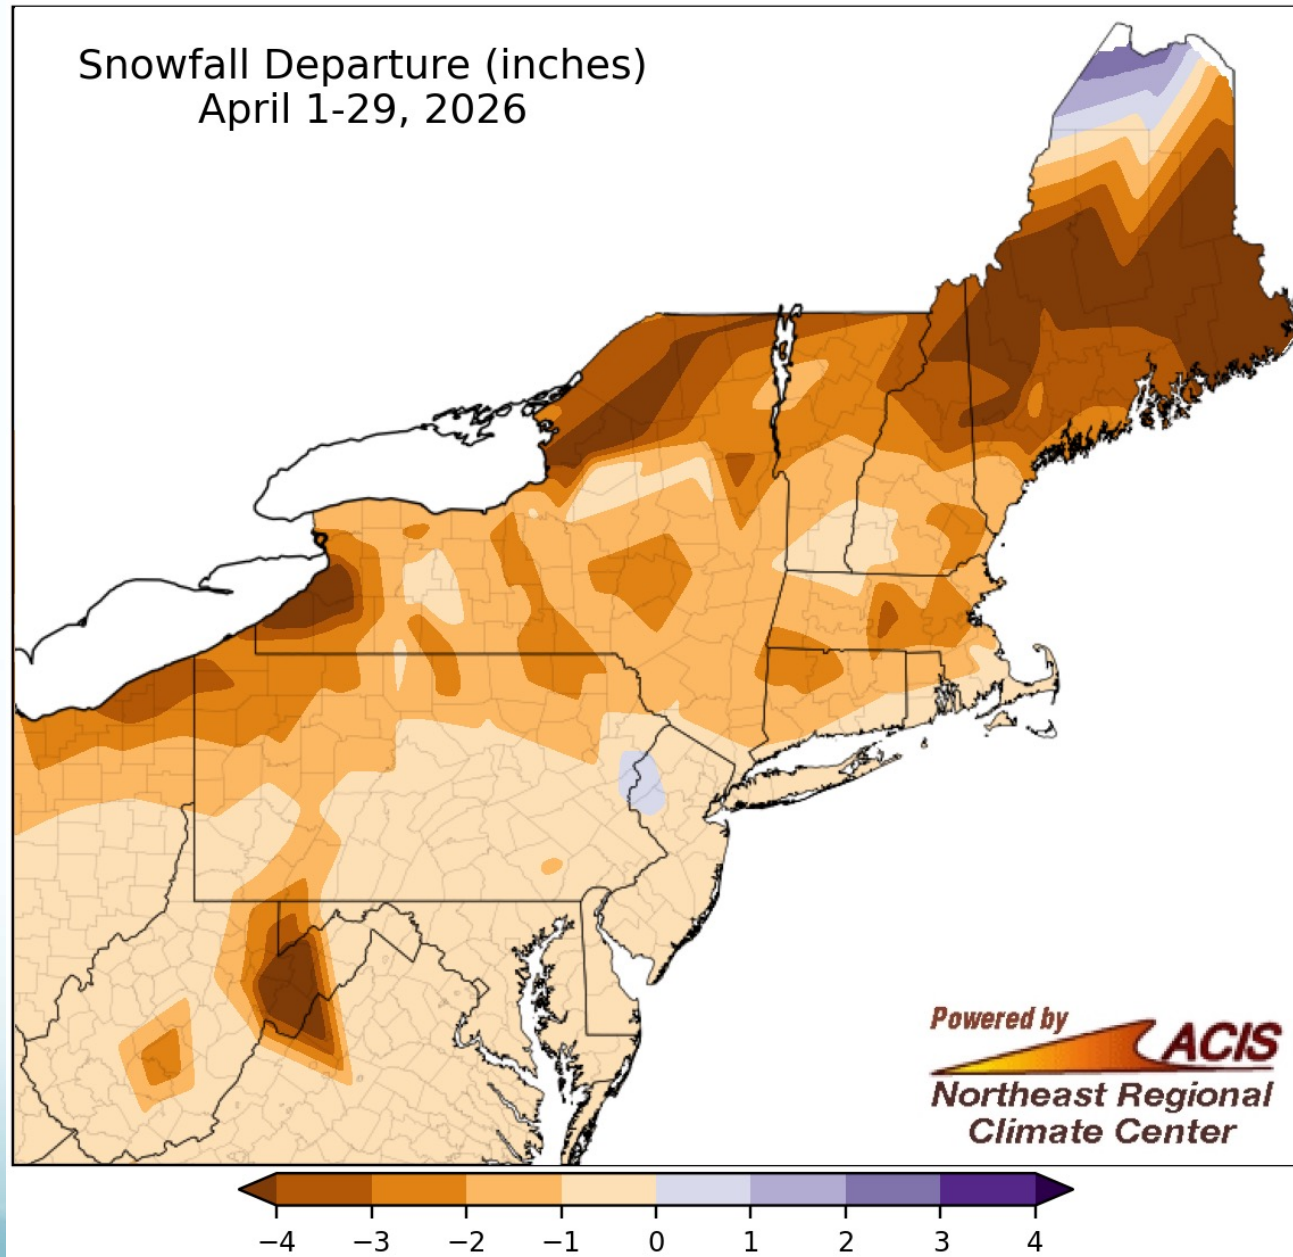 Snowfall Departure (inches)
April 1-29, 2026
Powered by
ACIS
Northeast Regional
Climate Center
−4 −3 −2 −1 0 1 2 3 4